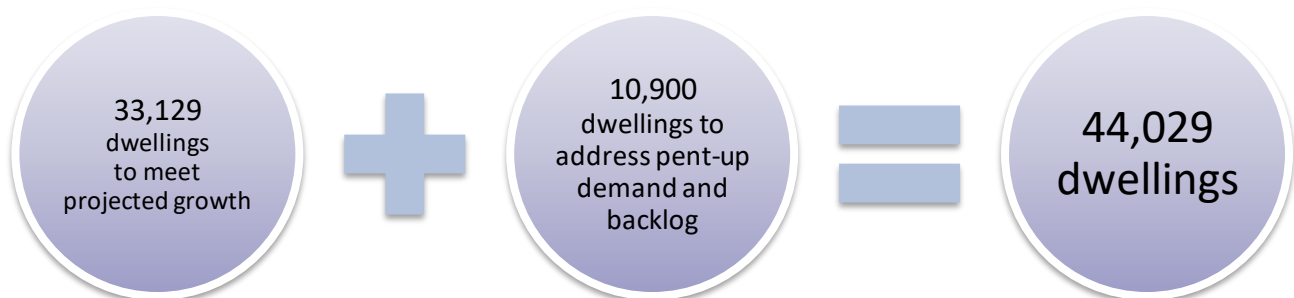 33,129
dwellings
to meet
projected growth
10,900
dwellings to
address pent-up
demand and
backlog
44,029
dwellings